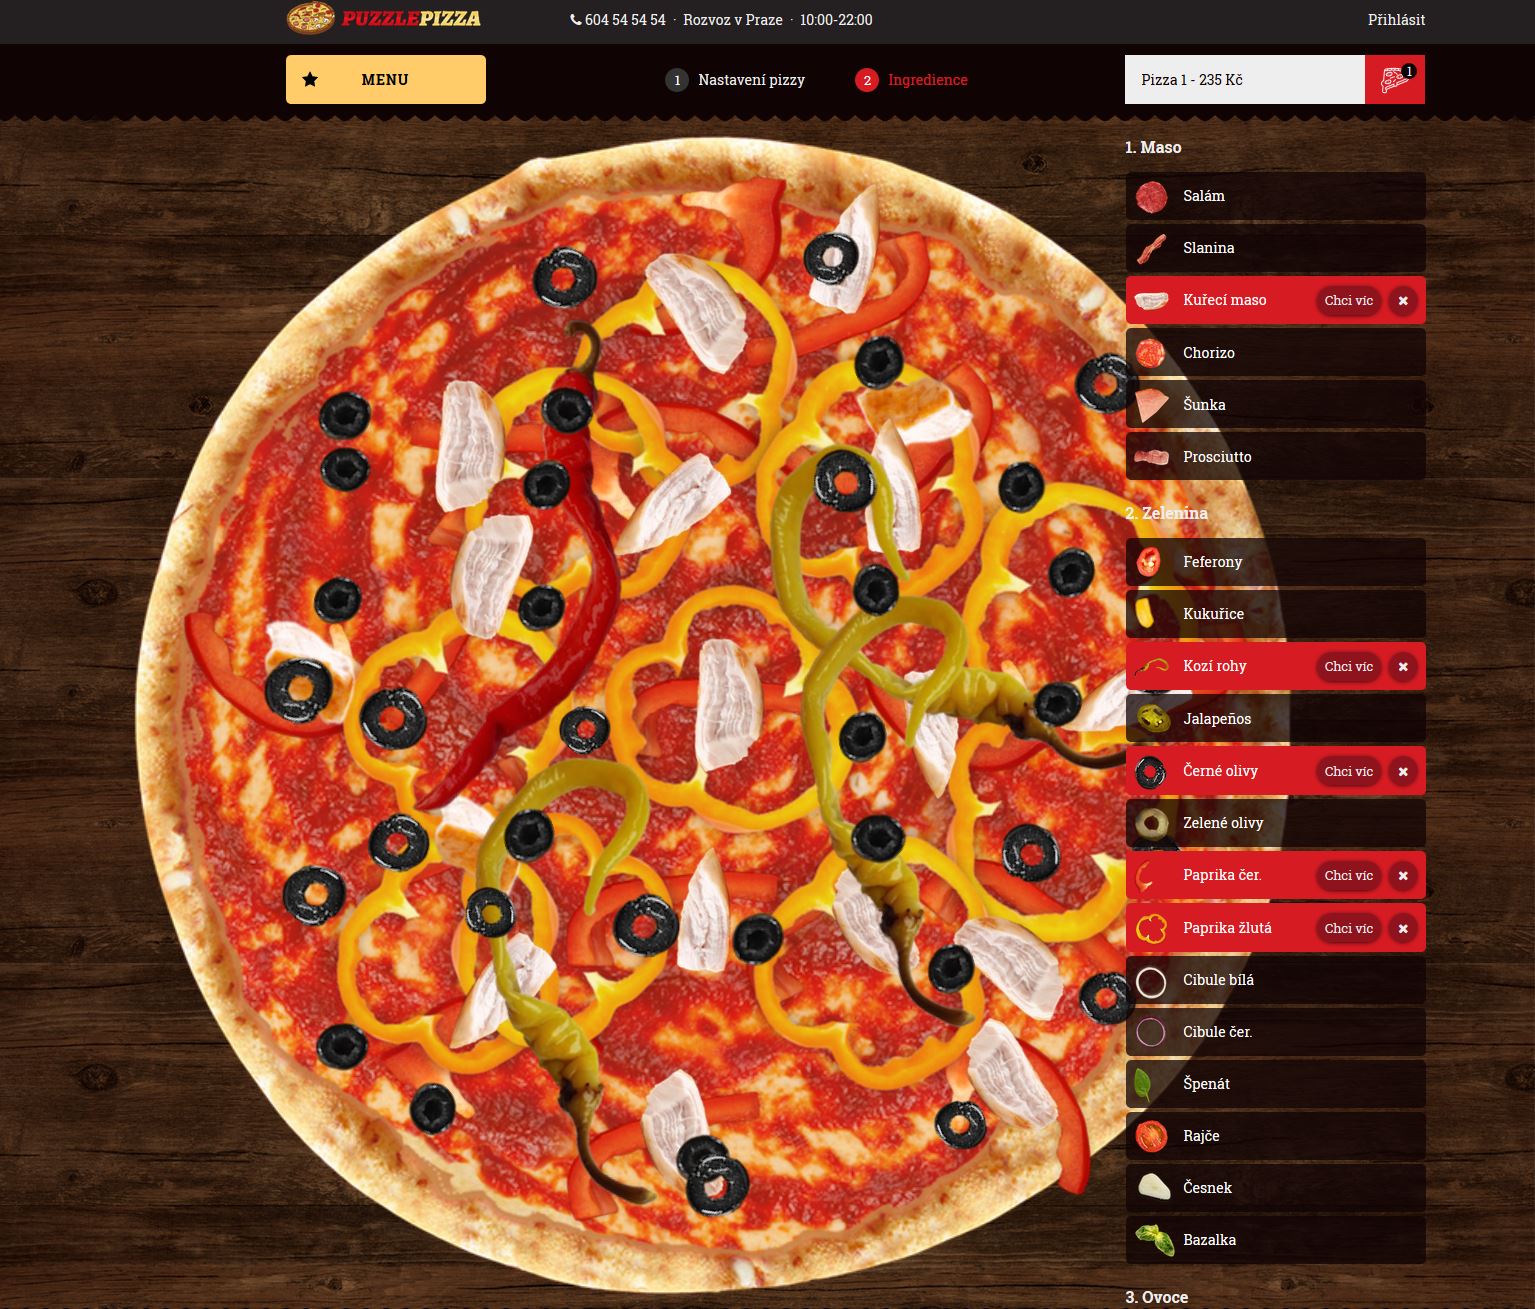 PUZZLEPIZZA
604 54 54 54 · Rozvoz v Praze · 10:00-22:00
Přihlásit
MENU
1 Nastavení pizzy
2 Ingredience
Pizza 1 - 235 Kč
1
1. Maso
Salám
Slanina
Kuřecí maso Chci víc
Chorizo
Šunka
Prosciutto
2. Zelenina
Feferony
Kukuřice
Kozí rohy Chci víc
Jalapeños
Černé olivy Chci víc
Zelené olivy
Paprika čer. Chci víc
Paprika žlutá Chci víc
Cibule bílá
Cibule čer.
Špenát
Rajče
Česnek
Bazalka
3. Ovoce